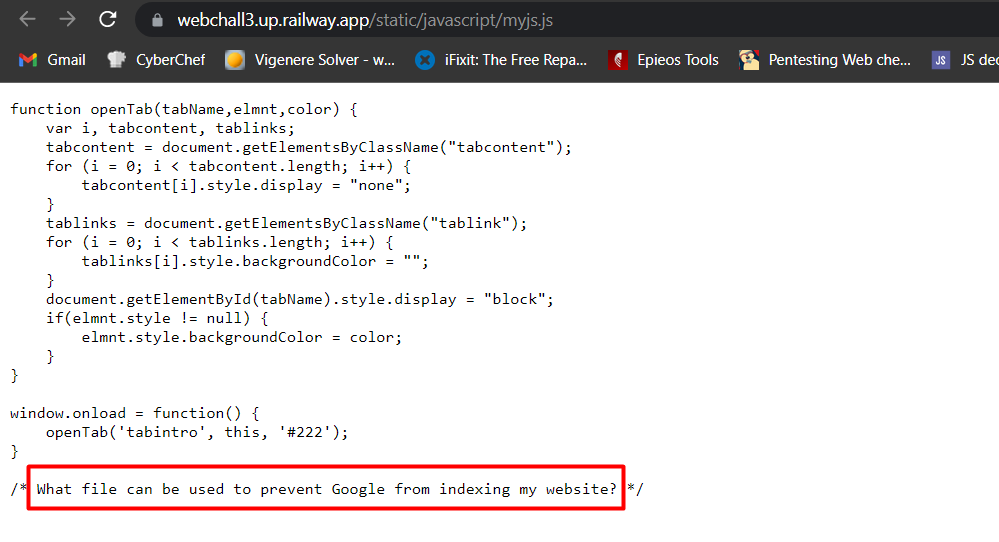 webchall3.up.railway.app/static/javascript/myjs.js
Gmail CyberChef Vigenere Solver - w... iFixit: The Free Repa... Epieos Tools Pentesting Web che... JS JS dec
function openTab(tabName,elmnt,color) {
    var i, tabcontent, tablinks;
    tabcontent = document.getElementsByClassName("tabcontent");
    for (i = 0; i < tabcontent.length; i++) {
        tabcontent[i].style.display = "none";
    }
    tablinks = document.getElementsByClassName("tablink");
    for (i = 0; i < tablinks.length; i++) {
        tablinks[i].style.backgroundColor = "";
    }
    document.getElementById(tabName).style.display = "block";
    if(elmnt.style != null) {
        elmnt.style.backgroundColor = color;
    }
}
window.onload = function() {
    openTab('tabintro', this, '#222');
}
/* What file can be used to prevent Google from indexing my website? */